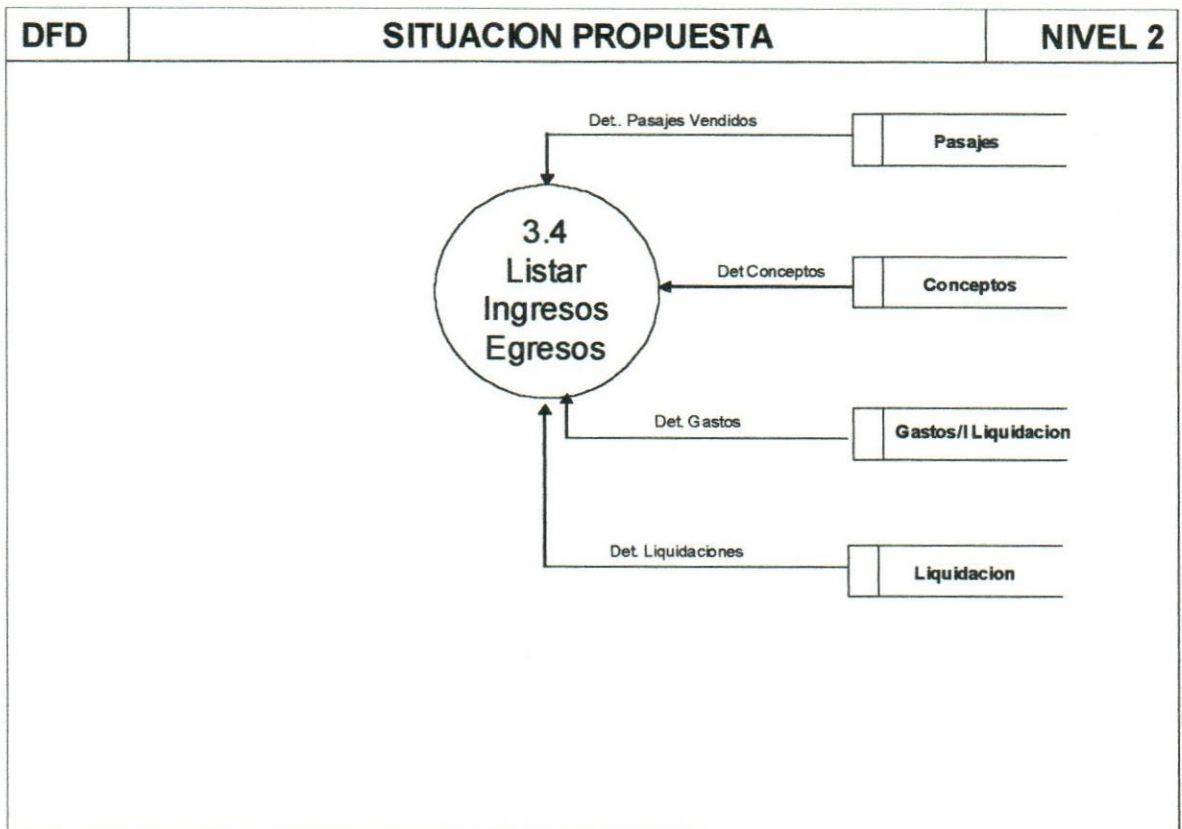 DFD
SITUACION PROPUESTA
NIVEL 2
Det.. Pasajes Vendidos
Pasajes
3.4
Listar
Ingresos
Egresos
Det Conceptos
Conceptos
Det. Gastos
Gastos/I Liquidacion
Det. Liquidaciones
Liquidacion